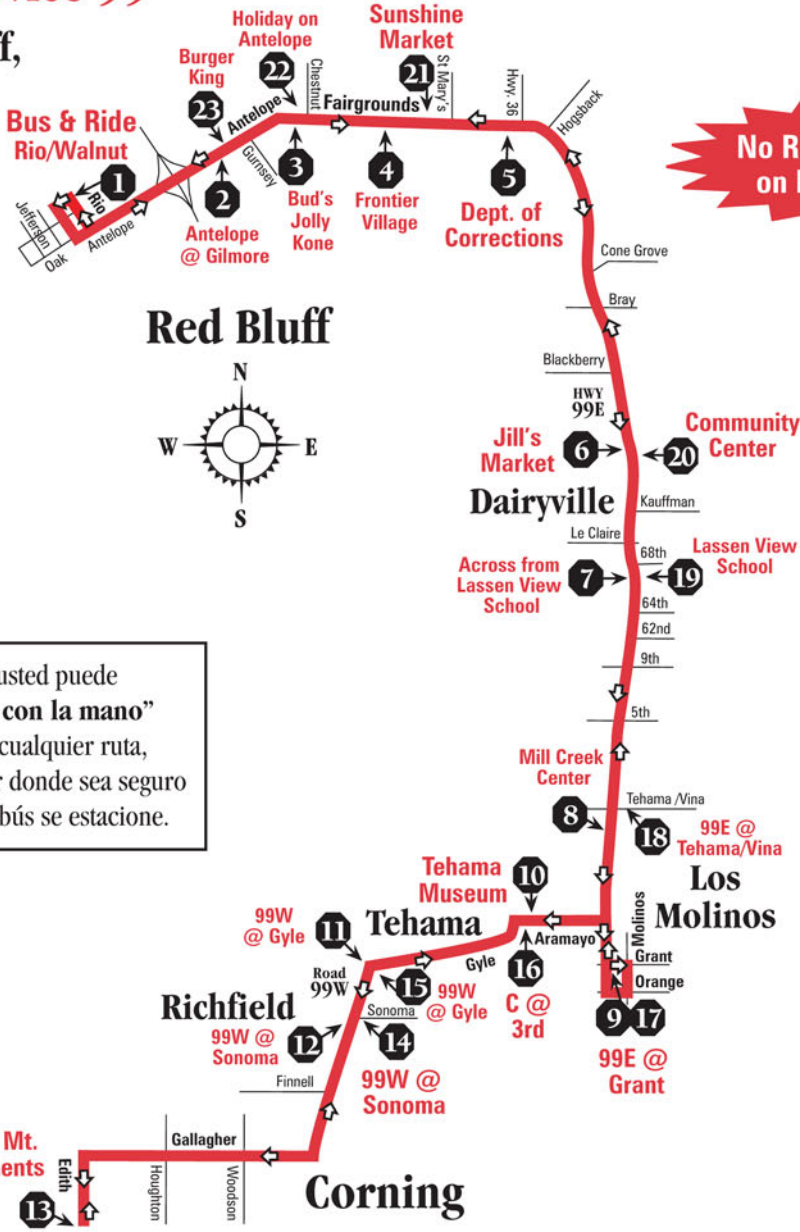 ff,
Holiday on
Antelope
22
Sunshine
Market
21
Burger
King
23
Chestnut
Fairgrounds
St Mary's
Hwy. 36
Hogsback
Antelope
Bus & Ride
Rio/Walnut
1
Rio
Jefferson
Oak
Antelope
Gurnsey
2
Antelope
@ Gilmore
3
Bud's
Jolly
Kone
4
Frontier
Village
5
Dept. of
Corrections
Cone Grove
Bray
Red Bluff
N
W
E
S
Blackberry
HWY
99E
Jill's
Market
6
Community
Center
20
Dairyville
Kauffman
Le Claire
68th
Across from
Lassen View
School
7
19
Lassen View
School
64th
62nd
9th
5th
usted puede
con la mano”
cualquier ruta,
donde sea seguro
bús se estacione.
Mill Creek
Center
8
Tehama /Vina
18
99E @
Tehama/Vina
Los
Molinos
Tehama
Museum
10
Tehama
Aramayo
Molinos
Grant
Orange
9
17
99E @
Grant
16
C @
3rd
99W
@ Gyle
11
Gyle
Road
99W
15
99W
@ Gyle
Richfield
Sonoma
99W @
Sonoma
12
14
99W @
Sonoma
Finnell
Gallagher
Houghton
Woodson
Corning
Mt.
Edith
13